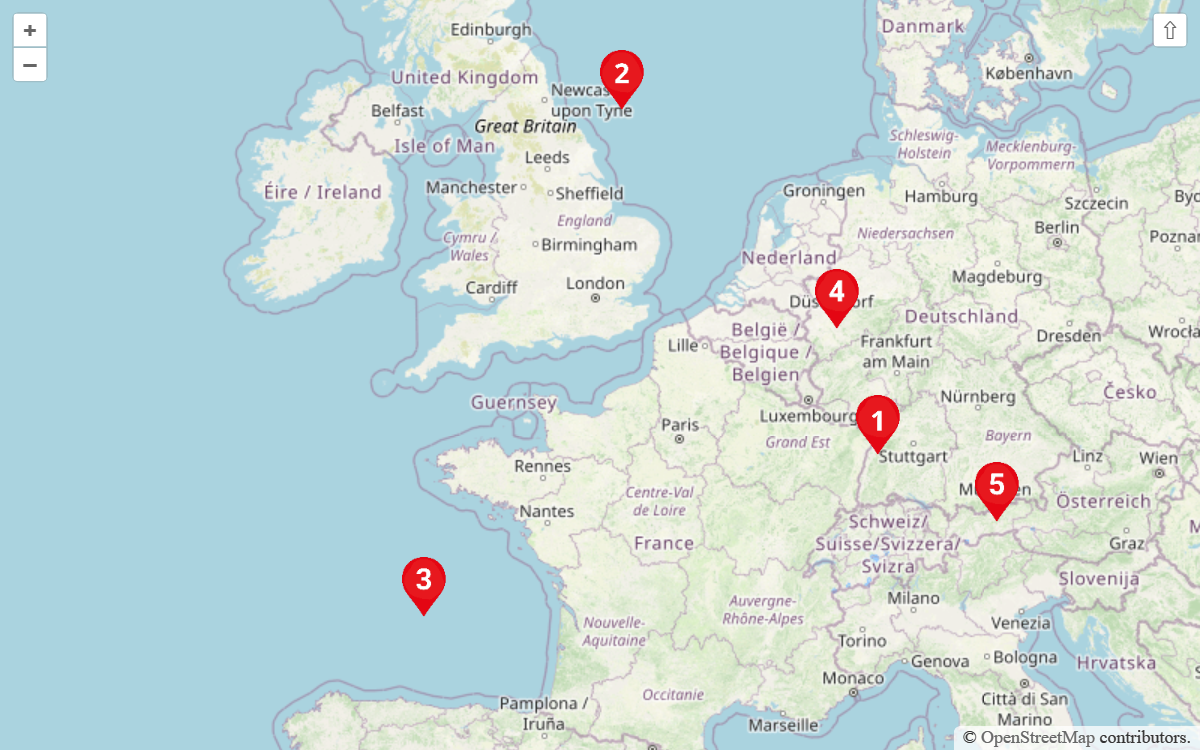 +
−
⇧
Edinburgh
Danmark
København
United Kingdom
2
Newcas
upon Tyne
Belfast
Great Britain
Isle of Man
Leeds
Schleswig-
Holstein
Mecklenburg-
Vorpommern
Manchester
Sheffield
Éire / Ireland
Groningen
Hamburg
Szczecin
Byd
England
Cymru /
Wales
Birmingham
Niedersachsen
Berlin
Poznań
Nederland
Cardiff
London
Magdeburg
4
Düsseldorf
Deutschland
België /
Belgique /
Belgien
Lille
Frankfurt
am Main
Dresden
Wrocła
Guernsey
Luxembourg
Nürnberg
Česko
Paris
Grand Est
1
Bayern
Rennes
Stuttgart
Linz
Wien
5
München
Nantes
Centre-Val
de Loire
Österreich
France
Schweiz/
Suisse/Svizzera/
Svizra
Graz
M
3
Slovenija
Auvergne-
Rhône-Alpes
Milano
Nouvelle-
Aquitaine
Venezia
Torino
Genova
Bologna
Hrvatska
Monaco
Occitanie
Pamplona /
Iruña
Marseille
Città di San
Marino
© OpenStreetMap contributors.